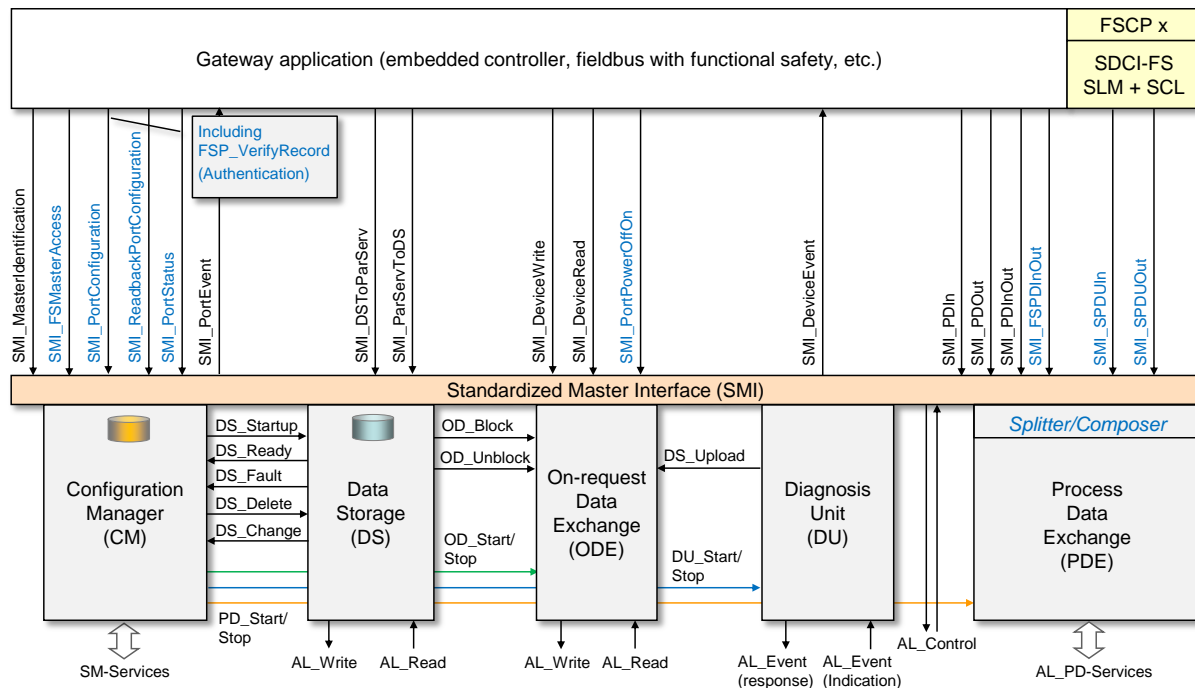 Gateway application (embedded controller, fieldbus with functional safety, etc.)
FSCP x
SDCI-FS
SLM + SCL
Including
FSP_VerifyRecord
(Authentication)
SMI_MasterIdentification
SMI_FSMasterAccess
SMI_PortConfiguration
SMI_ReadbackPortConfiguration
SMI_PortStatus
SMI_PortEvent
SMI_DSToParServ
SMI_ParServToDS
SMI_DeviceWrite
SMI_DeviceRead
SMI_PortPowerOffOn
SMI_DeviceEvent
SMI_PDIn
SMI_PDOut
SMI_PDInOut
SMI_FSPDInOut
SMI_SPDUIn
SMI_SPDUOut
Standardized Master Interface (SMI)
Configuration
Manager
(CM)
DS_Startup
DS_Ready
DS_Fault
DS_Delete
DS_Change
PD_Start/
Stop
Data
Storage
(DS)
OD_Block
OD_Unblock
OD_Start/
Stop
On-request
Data
Exchange
(ODE)
DS_Upload
DU_Start/
Stop
Diagnosis
Unit
(DU)
Splitter/Composer
Process
Data
Exchange
(PDE)
SM-Services
AL_Write
AL_Read
AL_Write
AL_Read
AL_Event
(response)
AL_Event
(Indication)
AL_Control
AL_PD-Services